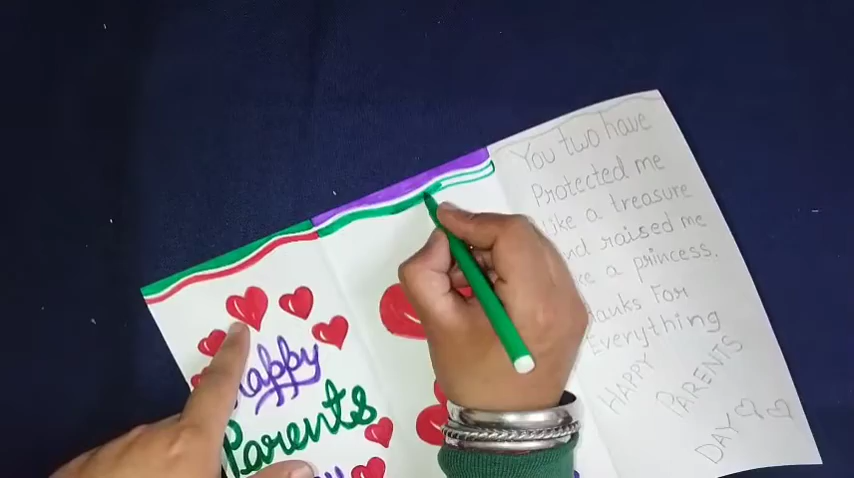 Happy
Parents
You two have
Protected me
like a treasure
and raised me
like a princess.
Thanks For
Everything
HAPPY
PARENTS
DAY